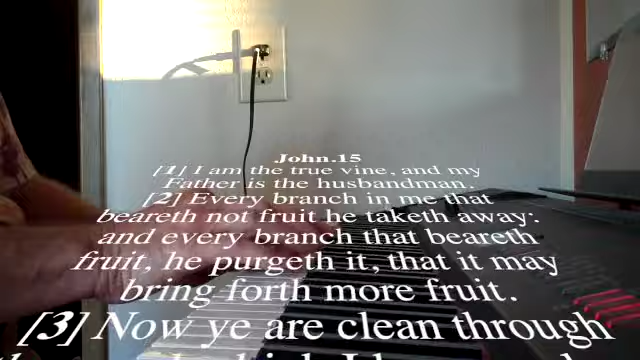 John.15
[1] I am the true vine, and my
Father is the husbandman.
[2] Every branch in me that
beareth not fruit he taketh away:
and every branch that beareth
fruit, he purgeth it, that it may
bring forth more fruit.
[3] Now ye are clean through